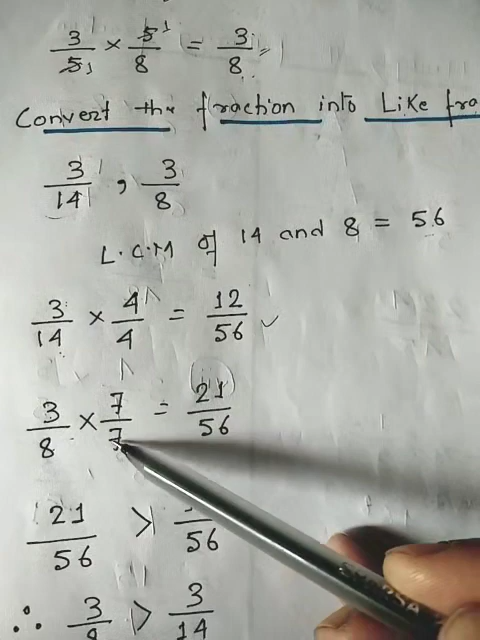 3/5 × 5/8 = 3/8
Convert the fraction into Like
3/14 , 3/8
L.C.M of 14 and 8 = 56
3/14 × 4/4 = 12/56 ✓
3/8 × 7/7 = 21/56
21/56 > /56
∴ 3/8 > 3/14